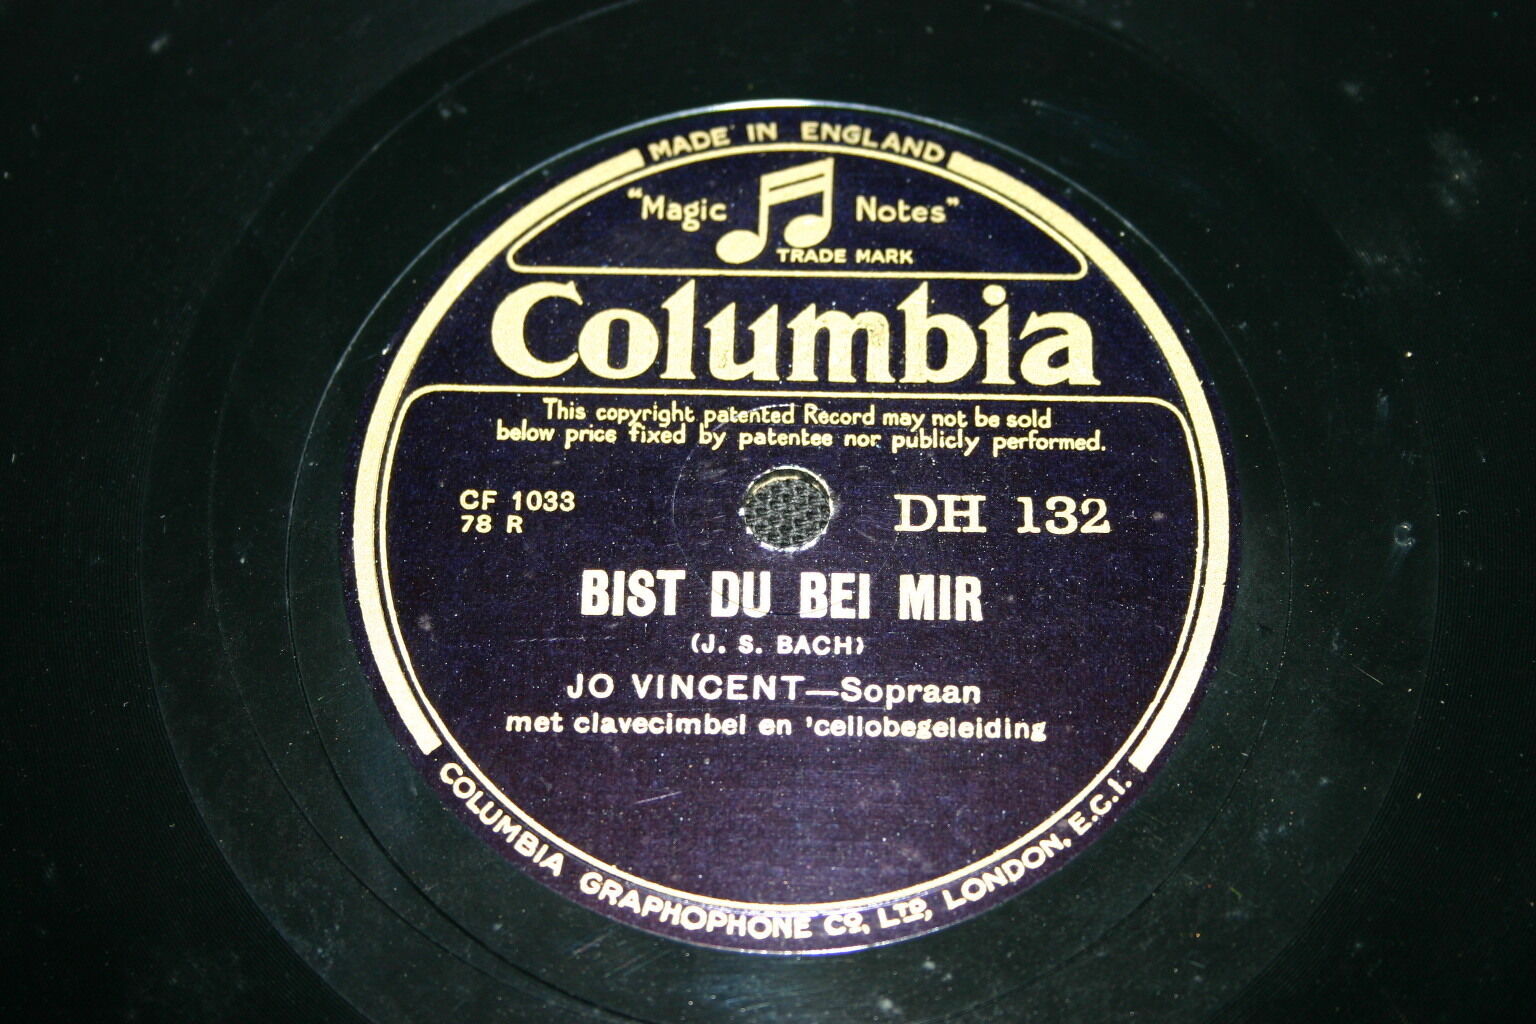 MADE IN ENGLAND
"Magic Notes"
TRADE MARK
Columbia
This copyright patented Record may not be sold
below price fixed by patentee nor publicly performed.
CF 1033
78 R
DH 132
BIST DU BEI MIR
(J. S. BACH)
JO VINCENT—Sopraan
met clavecimbel en 'cellobegeleiding
COLUMBIA GRAPHOPHONE CO, LTD, LONDON, E.C.1.